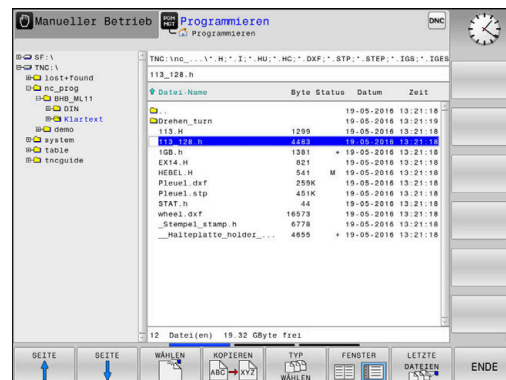 Manueller Betrieb
PGM
MGT
Programmieren
Programmieren
DNC
SF:\
TNC:\
lost+found
nc_prog
BHB_ML11
DIN
Klartext
demo
system
table
tncguide
TNC:\nc_...\*.H;*.I;*.HU;*.HC;*.DXF;*.STP;*.STEP;*.IGS;*.IGES
113_128.h
Datei-Name Byte Status Datum Zeit
.. 19-05-2016 13:21:18
Drehen_turn 19-05-2016 13:21:19
113.H 1299 19-05-2016 13:21:18
113_128.h 4483 19-05-2016 13:21:18
1GB.h 1381 + 19-05-2016 13:21:18
EX14.H 821 19-05-2016 13:21:18
HEBEL.H 541 M 19-05-2016 13:21:18
Pleuel.dxf 259K 19-05-2016 13:21:18
Pleuel.stp 451K 19-05-2016 13:21:18
STAT.h 44 19-05-2016 13:21:18
wheel.dxf 16573 19-05-2016 13:21:18
_Stempel_stamp.h 6778 19-05-2016 13:21:18
__Halteplatte_holder_... 4655 + 19-05-2016 13:21:18
12 Datei(en) 19.32 GByte frei
SEITE
SEITE
WÄHLEN
KOPIEREN
ABC XYZ
TYP
WÄHLEN
FENSTER
LETZTE
DATEIEN
ENDE